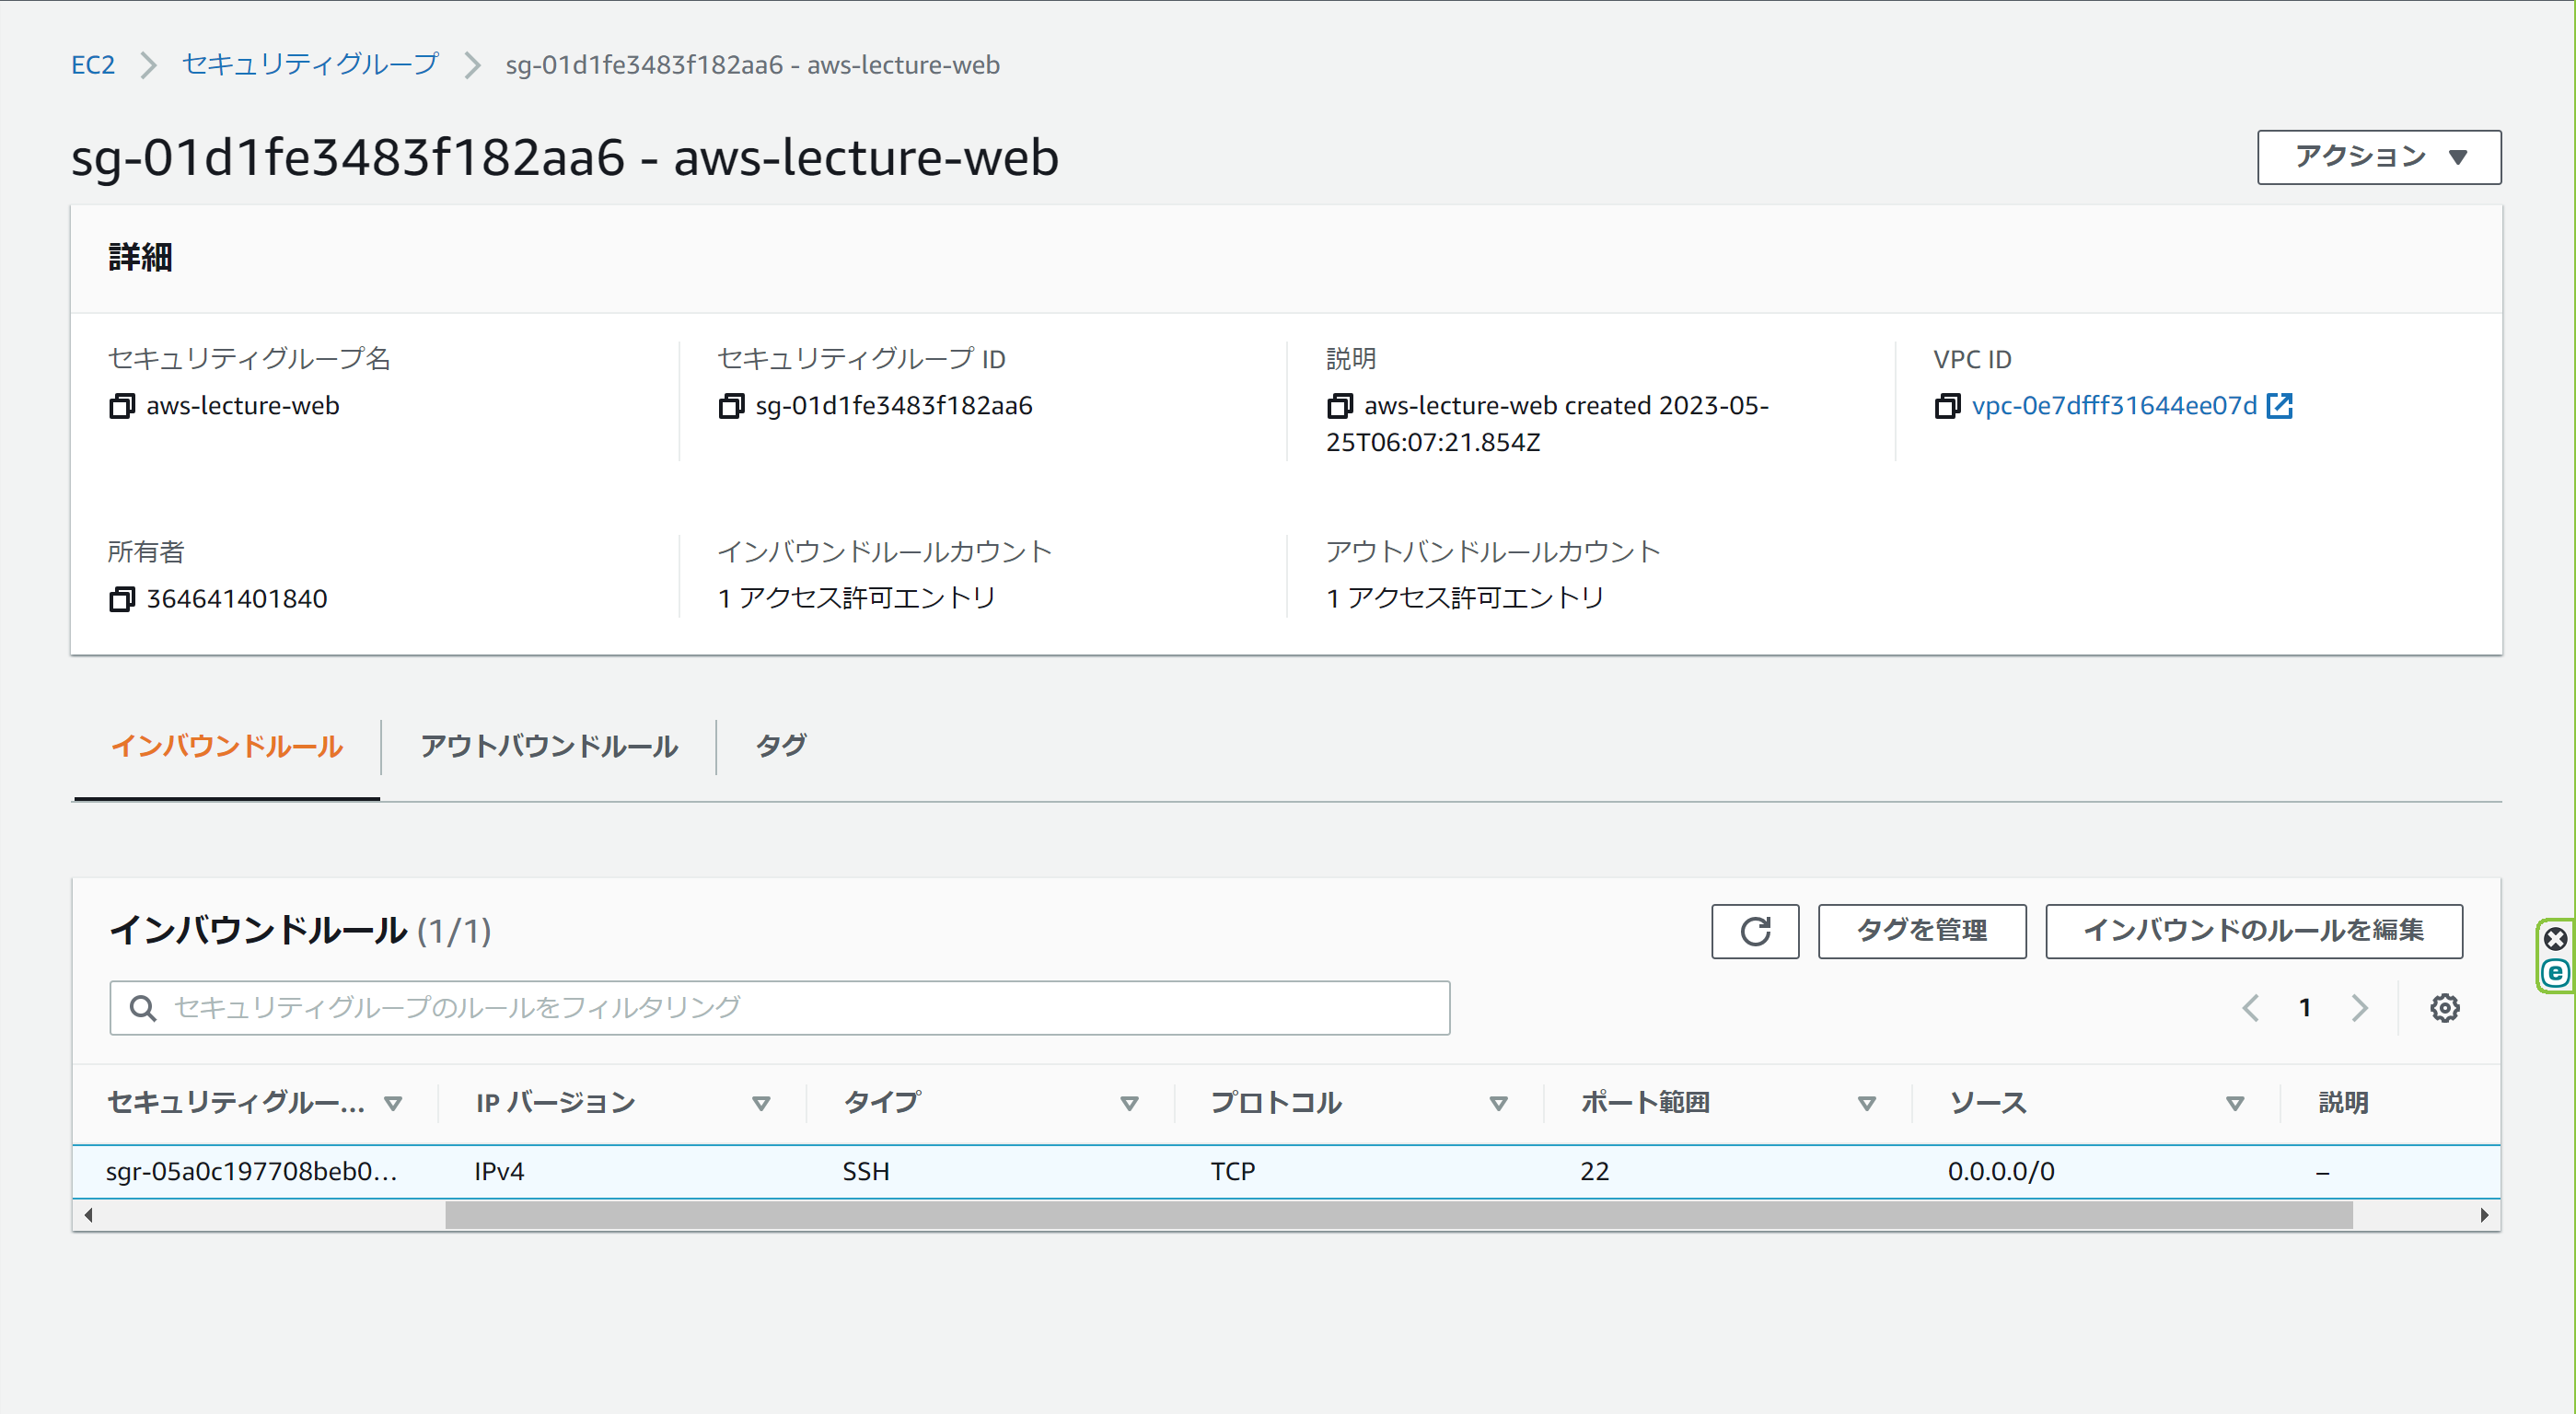 EC2 セキュリティグループ sg-01d1fe3483f182aa6 - aws-lecture-web
sg-01d1fe3483f182aa6 - aws-lecture-web
アクション
詳細
セキュリティグループ名
aws-lecture-web
セキュリティグループ ID
sg-01d1fe3483f182aa6
説明
aws-lecture-web created 2023-05-
25T06:07:21.854Z
VPC ID
vpc-0e7dfff31644ee07d
所有者
364641401840
インバウンドルールカウント
1 アクセス許可エントリ
アウトバンドルールカウント
1 アクセス許可エントリ
インバウンドルール アウトバウンドルール タグ
インバウンドルール (1/1)
タグを管理 インバウンドのルールを編集
セキュリティグループのルールをフィルタリング
1
セキュリティグルー... IP バージョン タイプ プロトコル ポート範囲 ソース 説明
sgr-05a0c197708beb0... IPv4 SSH TCP 22 0.0.0.0/0 –
e